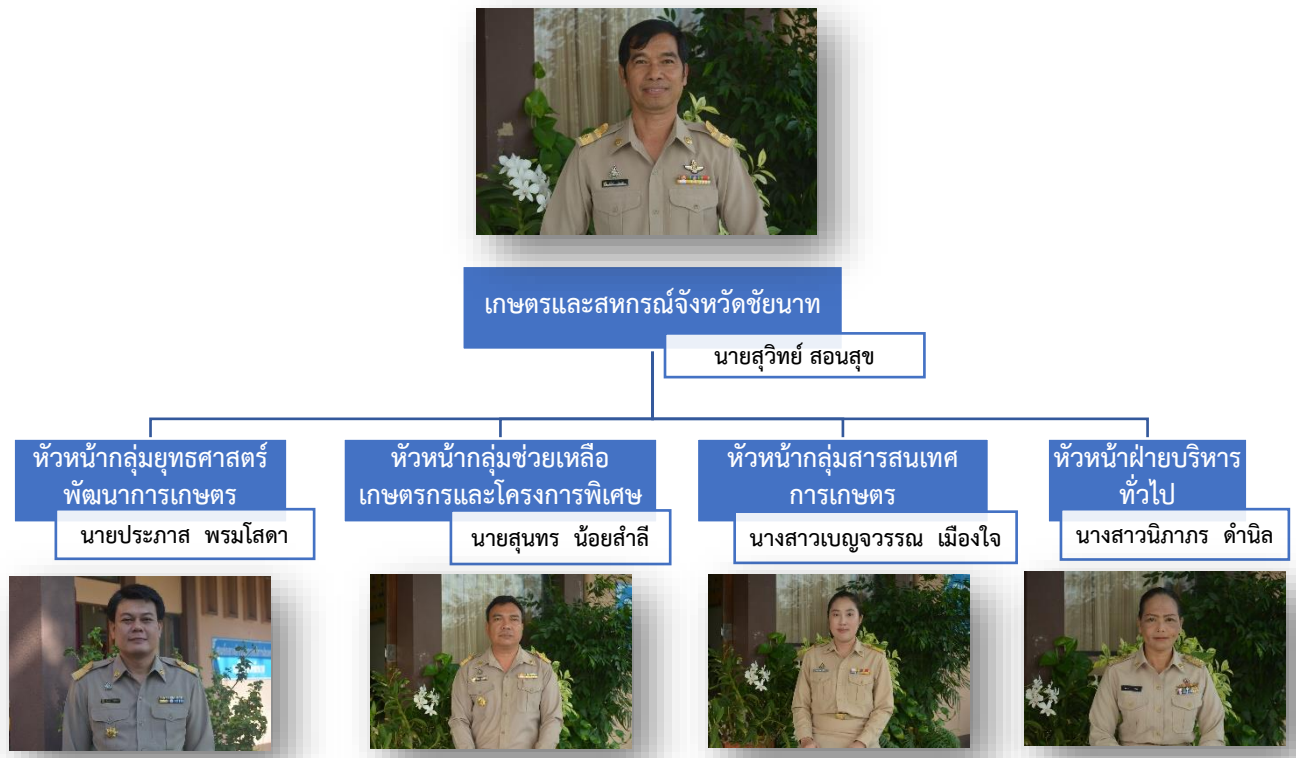 เกษตรและสหกรณ์จังหวัดชัยนาท
นายสุวิทย์ สอนสุข
หัวหน้ากลุ่มยุทธศาสตร์
พัฒนาการเกษตร
นายประภาส พรมโสดา
หัวหน้ากลุ่มช่วยเหลือ
เกษตรกรและโครงการพิเศษ
นายสุนทร น้อยสำลี
หัวหน้ากลุ่มสารสนเทศ
การเกษตร
นางสาวเบญจวรรณ เมืองใจ
หัวหน้าฝ่ายบริหาร
ทั่วไป
นางสาวนิภาภร ดำนิล